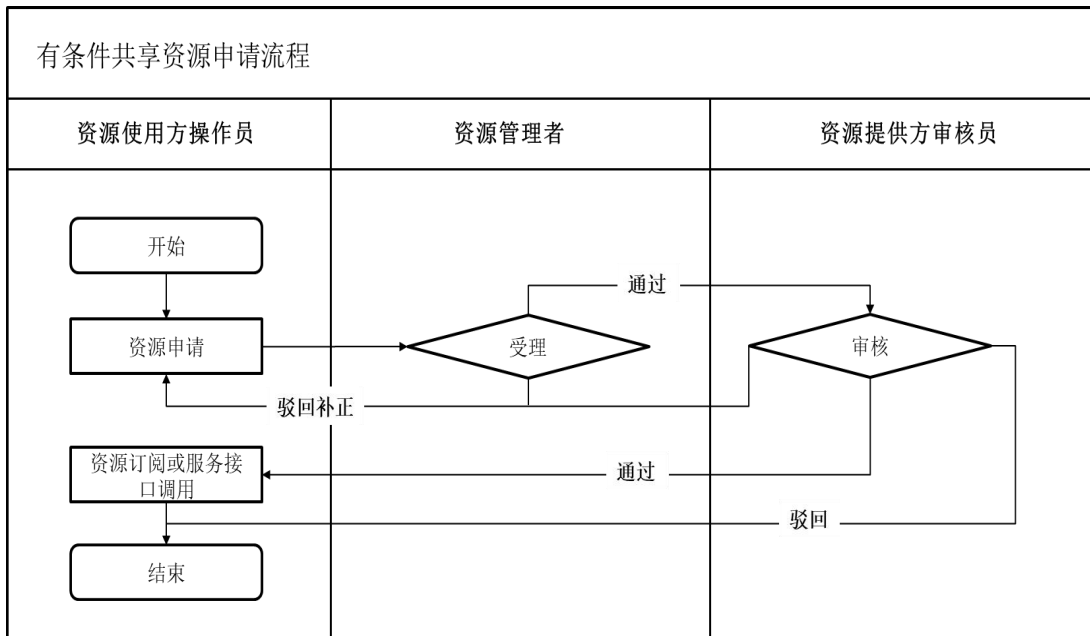 有条件共享资源申请流程
资源使用方操作员
资源管理者
资源提供方审核员
开始
通过
资源申请
受理
审核
驳回补正
资源订阅或服务接
口调用
通过
驳回
结束